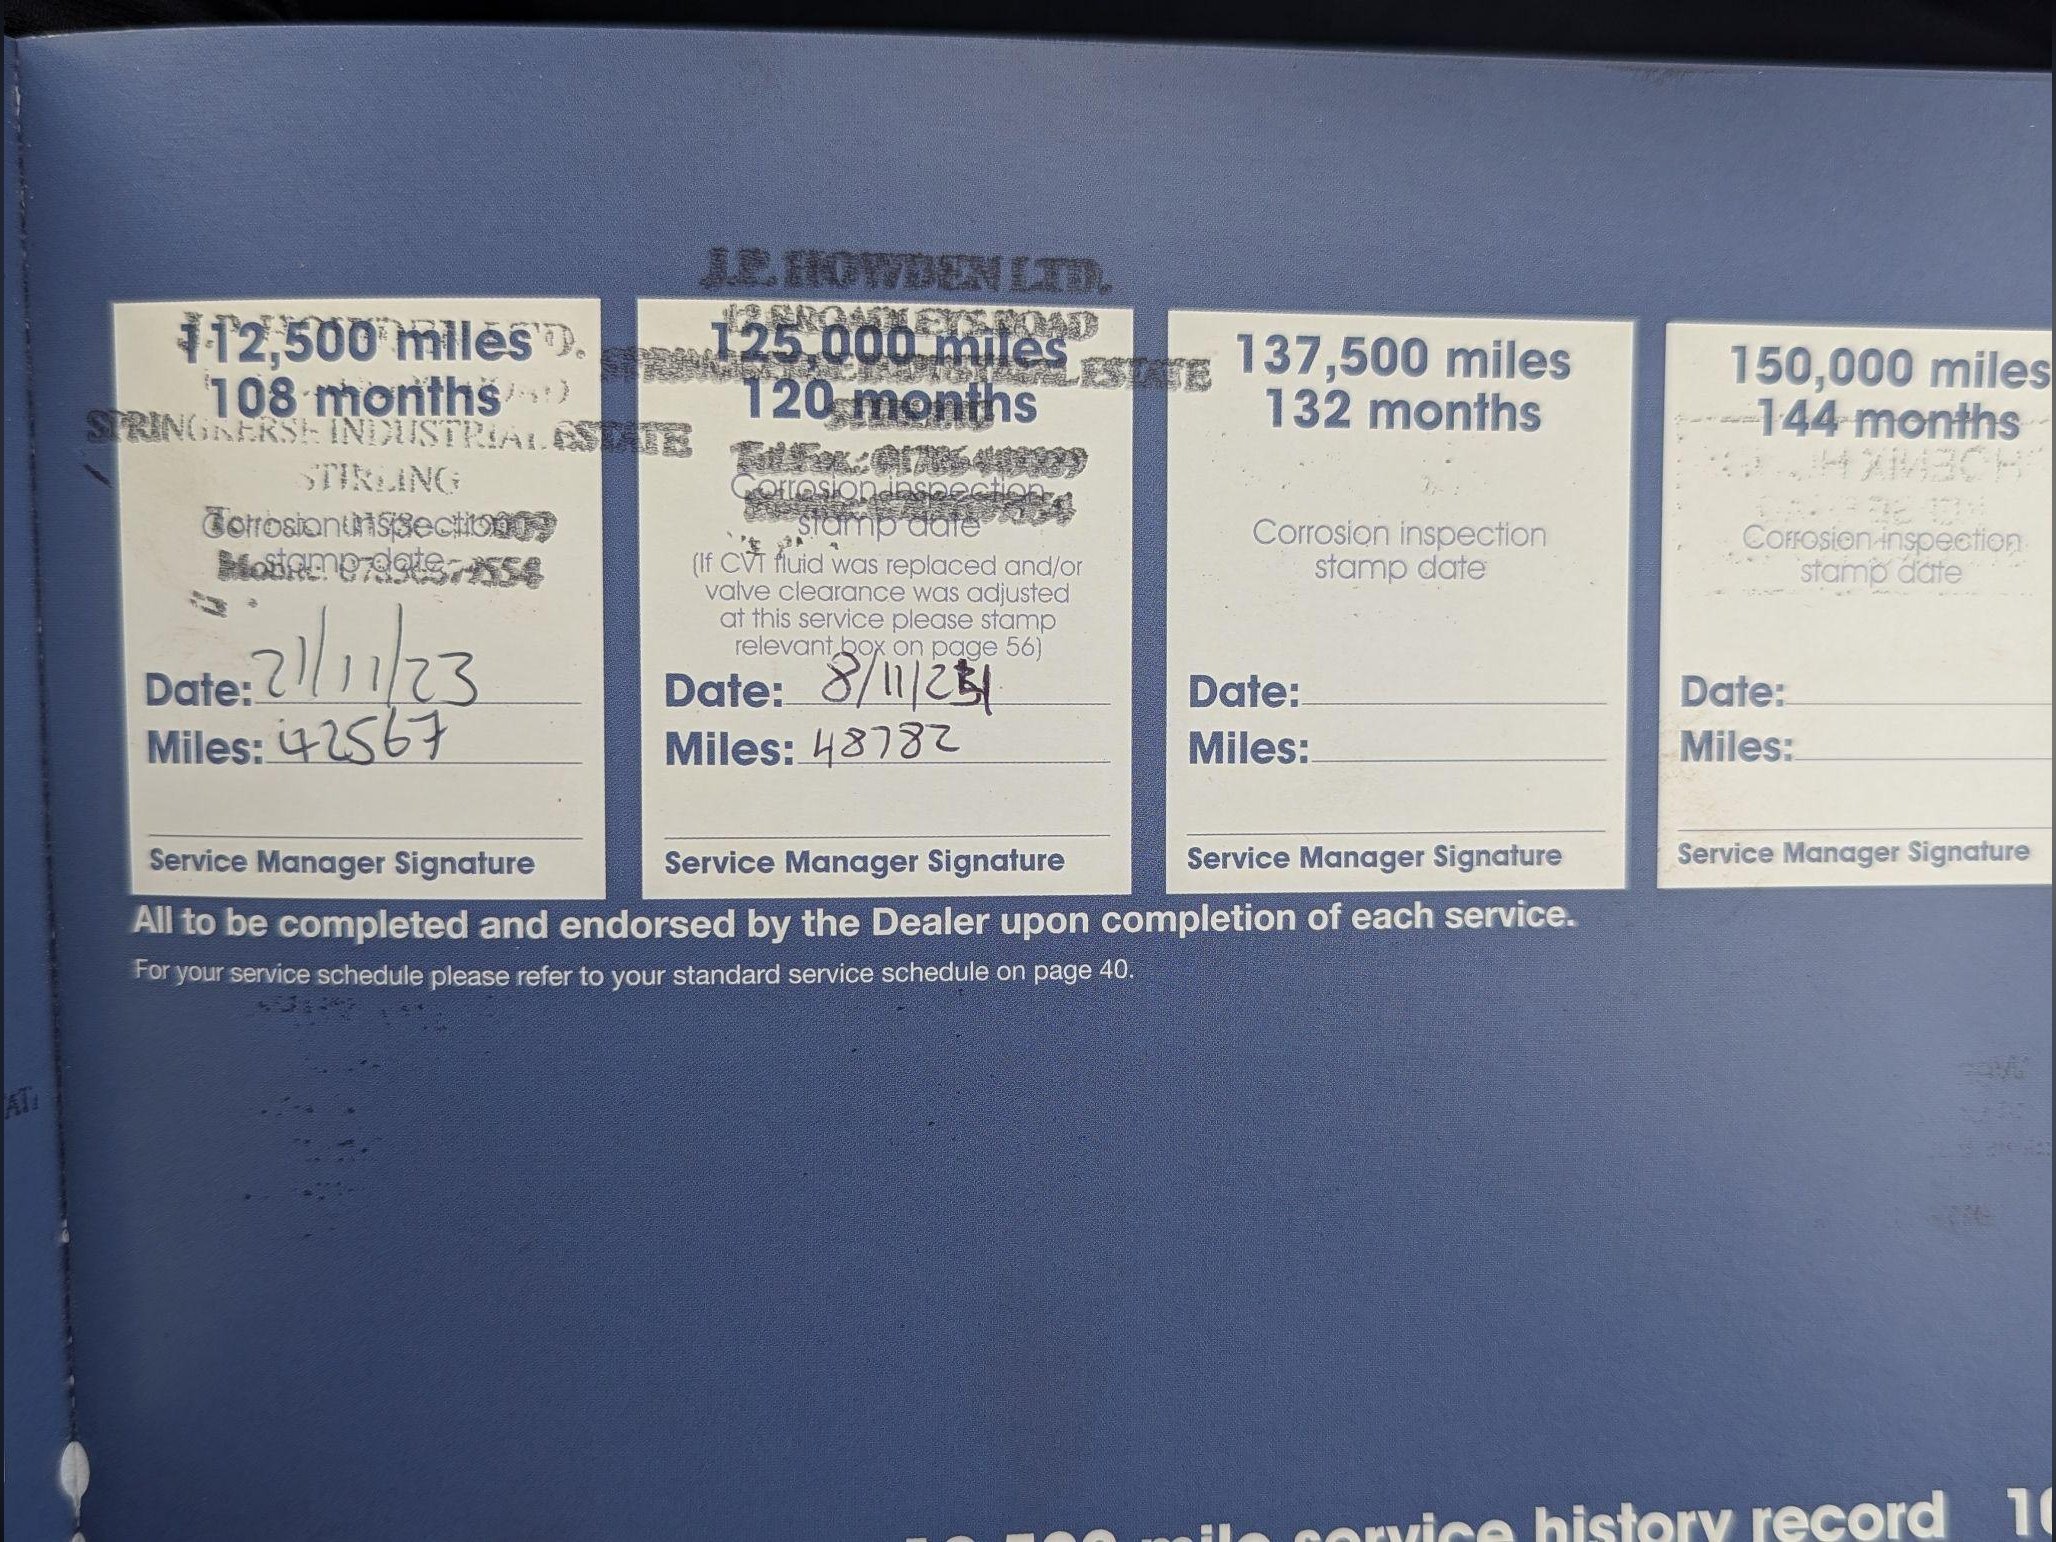 J.P. HOWDEN LTD.
112,500 miles
108 months
SPRINGKERSE INDUSTRIAL ESTATE
STIRLING
Corrosion inspection
stamp date
Date: 21/11/23
Miles: 42567
Service Manager Signature
J.P. HOWDEN LTD.
125,000 miles
ESTATE
120 months
Corrosion inspection
stamp date
(If CVT fluid was replaced and/or
valve clearance was adjusted
at this service please stamp
relevant box on page 56)
Date: 8/11/2
Miles: 48782
Service Manager Signature
137,500 miles
132 months
Corrosion inspection
stamp date
Date:
Miles:
Service Manager Signature
150,000 miles
144 months
Corrosion inspection
stamp date
Date:
Miles:
Service Manager Signature
All to be completed and endorsed by the Dealer upon completion of each service.
For your service schedule please refer to your standard service schedule on page 40.
mile service history record